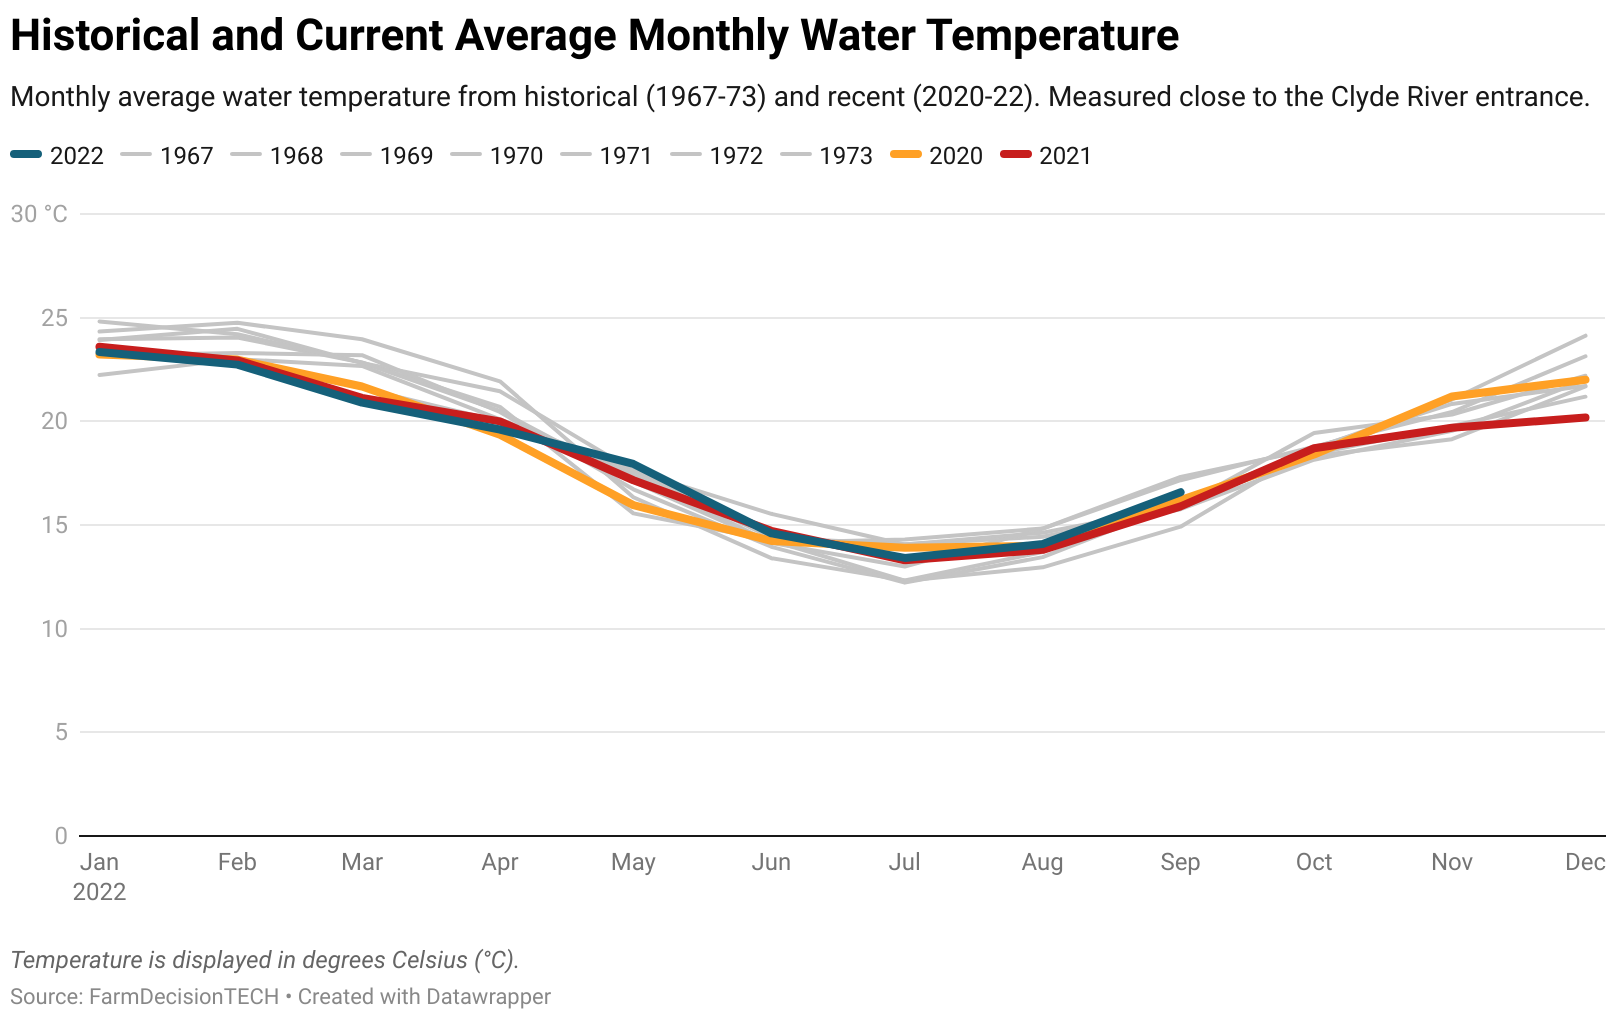 Historical and Current Average Monthly Water Temperature
Monthly average water temperature from historical (1967-73) and recent (2020-22). Measured close to the Clyde River entrance.
2022 1967 1968 1969 1970 1971 1972 1973 2020 2021
30 °C
25
20
15
10
5
0
Jan Feb Mar Apr May Jun Jul Aug Sep Oct Nov Dec
2022
Temperature is displayed in degrees Celsius (°C).
Source: FarmDecisionTECH • Created with Datawrapper